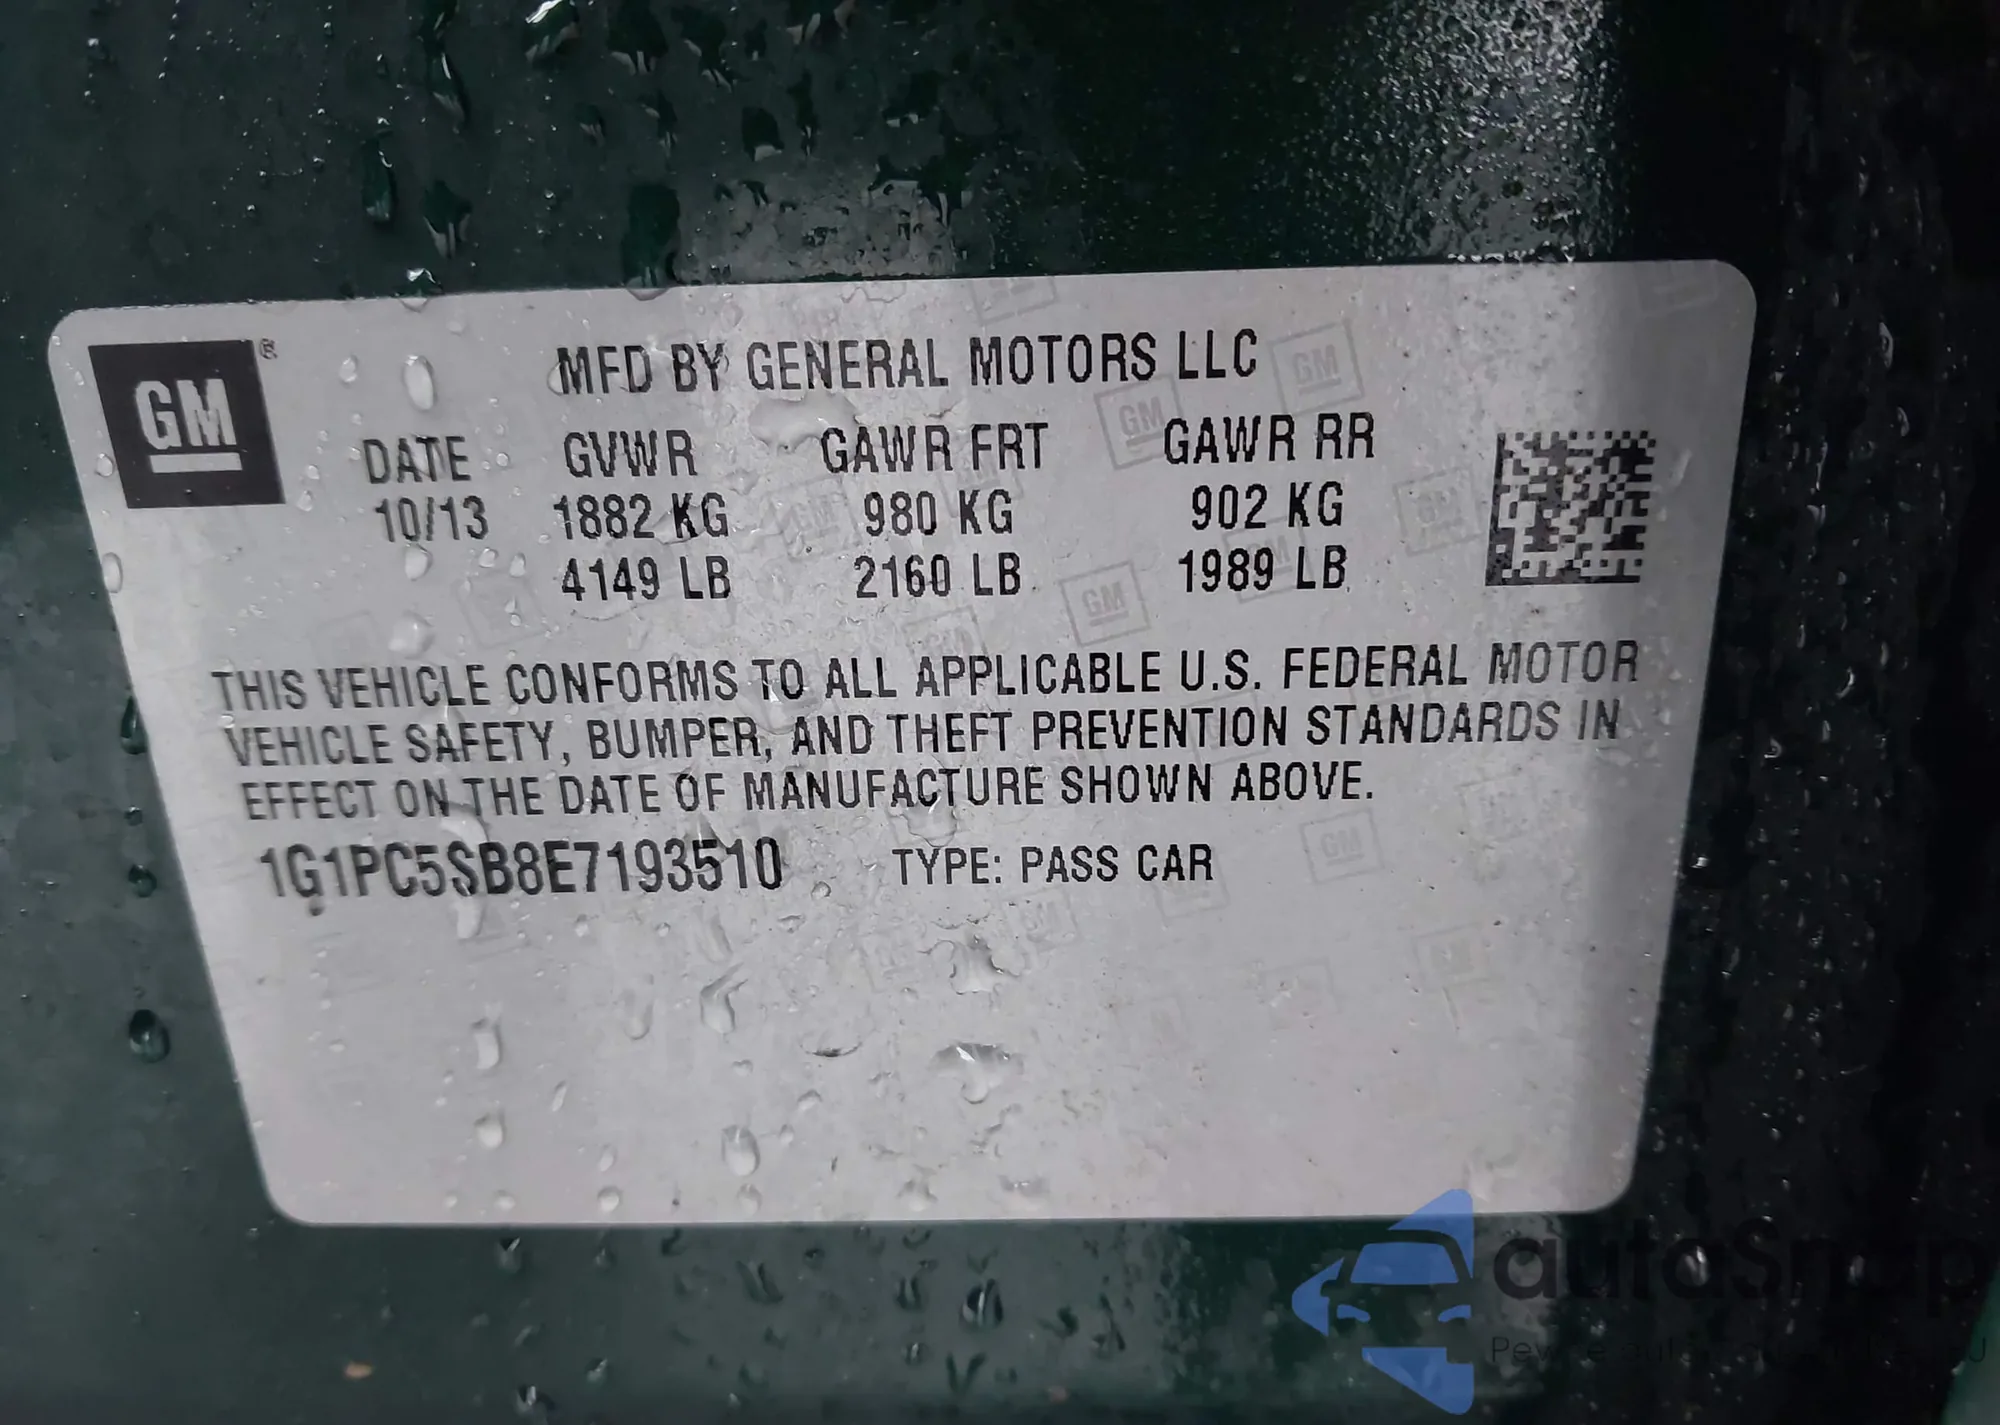 GM ®
MFD BY GENERAL MOTORS LLC
DATE GVWR GAWR FRT GAWR RR
10/13 1882 KG 980 KG 902 KG
4149 LB 2160 LB 1989 LB
THIS VEHICLE CONFORMS TO ALL APPLICABLE U.S. FEDERAL MOTOR
VEHICLE SAFETY, BUMPER, AND THEFT PREVENTION STANDARDS IN
EFFECT ON THE DATE OF MANUFACTURE SHOWN ABOVE.
1G1PC5SB8E7193510 TYPE: PASS CAR
autoSnap